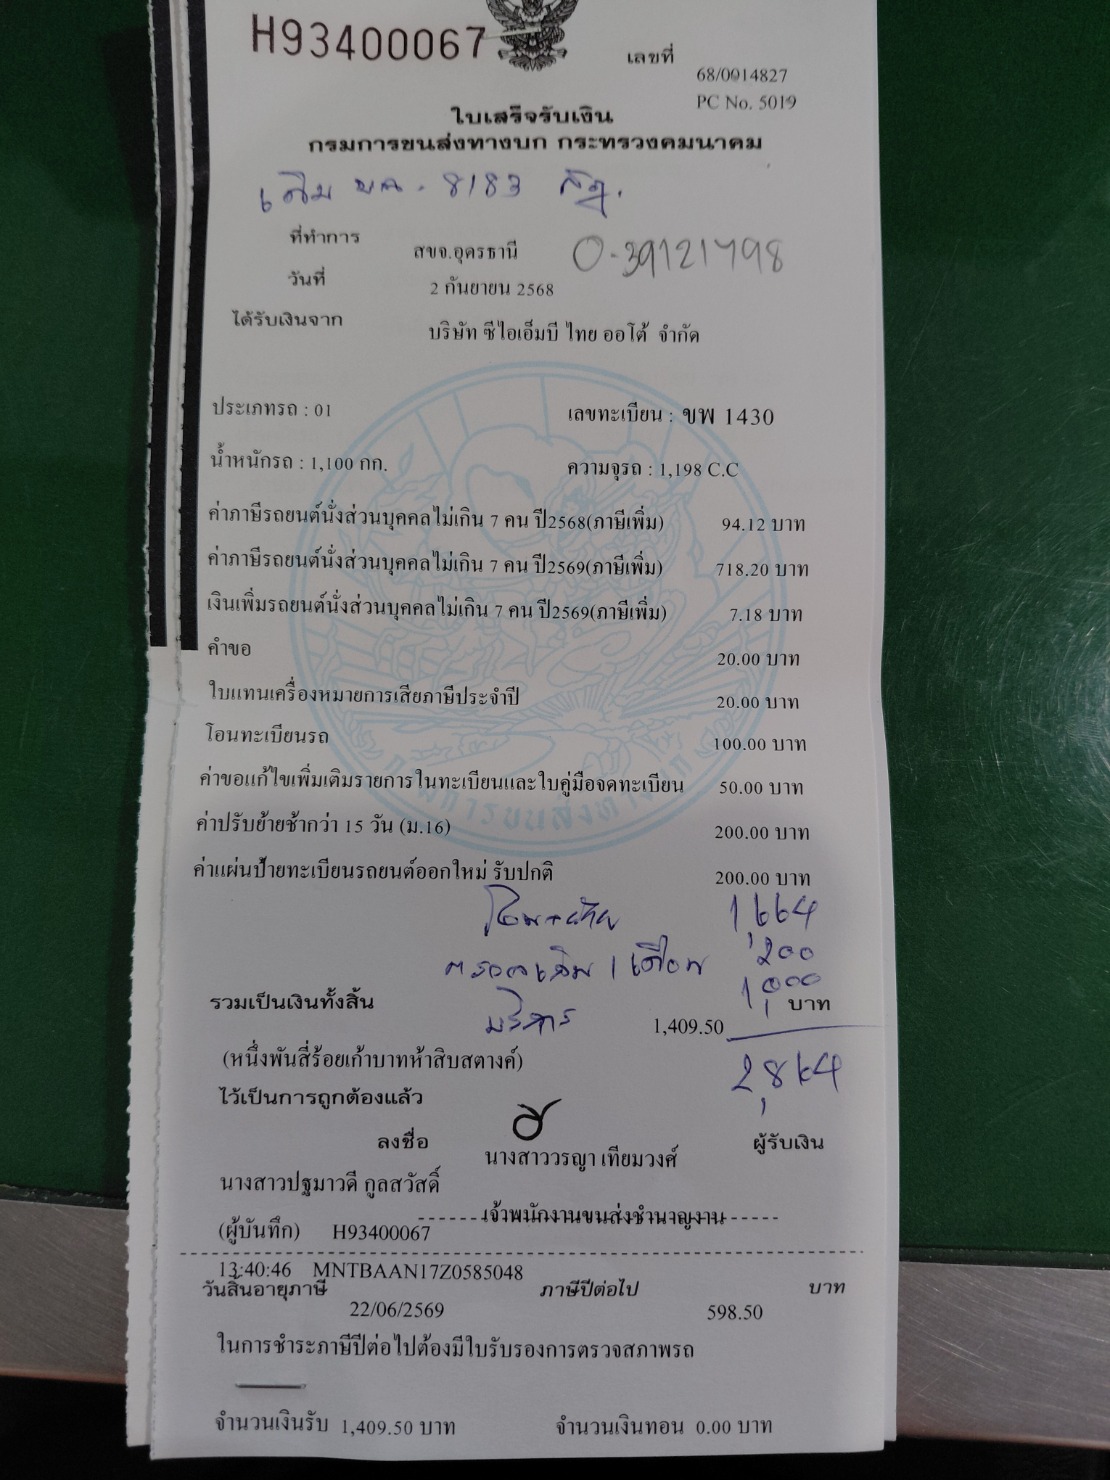 H93400067
เลขที่
68/0014827
PC No. 5019
ใบเสร็จรับเงิน
กรมการขนส่งทางบก กระทรวงคมนาคม
เดิม ขค. 8183 สฎ.
ที่ทำการ สขจ.อุดรธานี 0-39121798
วันที่ 2 กันยายน 2568
ได้รับเงินจาก บริษัท ซีไอเอ็มบี ไทย ออโต้ จำกัด
ประเภทรถ : 01 เลขทะเบียน : ขพ 1430
น้ำหนักรถ : 1,100 กก. ความจุรถ : 1,198 C.C
ค่าภาษีรถยนต์นั่งส่วนบุคคลไม่เกิน 7 คน ปี2568(ภาษีเพิ่ม) 94.12 บาท
ค่าภาษีรถยนต์นั่งส่วนบุคคลไม่เกิน 7 คน ปี2569(ภาษีเพิ่ม) 718.20 บาท
เงินเพิ่มรถยนต์นั่งส่วนบุคคลไม่เกิน 7 คน ปี2569(ภาษีเพิ่ม) 7.18 บาท
คำขอ 20.00 บาท
ใบแทนเครื่องหมายการเสียภาษีประจำปี 20.00 บาท
โอนทะเบียนรถ 100.00 บาท
ค่าขอแก้ไขเพิ่มเติมรายการในทะเบียนและใบคู่มือจดทะเบียน 50.00 บาท
ค่าปรับย้ายช้ากว่า 15 วัน (ม.16) 200.00 บาท
ค่าแผ่นป้ายทะเบียนรถยนต์ออกใหม่ รับปกติ 200.00 บาท
โอน+ย้าย 1,664
ตรวจเดิม 1 เดือน 200
บริการ 1,000
รวมเป็นเงินทั้งสิ้น 1,409.50 บาท
(หนึ่งพันสี่ร้อยเก้าบาทห้าสิบสตางค์) 2,864
ไว้เป็นการถูกต้องแล้ว
ลงชื่อ ผู้รับเงิน
นางสาววรญา เทียมวงศ์
นางสาวปฐมาวดี กูลสวัสดิ์
เจ้าพนักงานขนส่งชำนาญงาน
(ผู้บันทึก) H93400067
13:40:46 MNTBAAN17Z0585048
วันสิ้นอายุภาษี ภาษีปีต่อไป บาท
22/06/2569 598.50
ในการชำระภาษีปีต่อไปต้องมีใบรับรองการตรวจสภาพรถ
จำนวนเงินรับ 1,409.50 บาท จำนวนเงินทอน 0.00 บาท